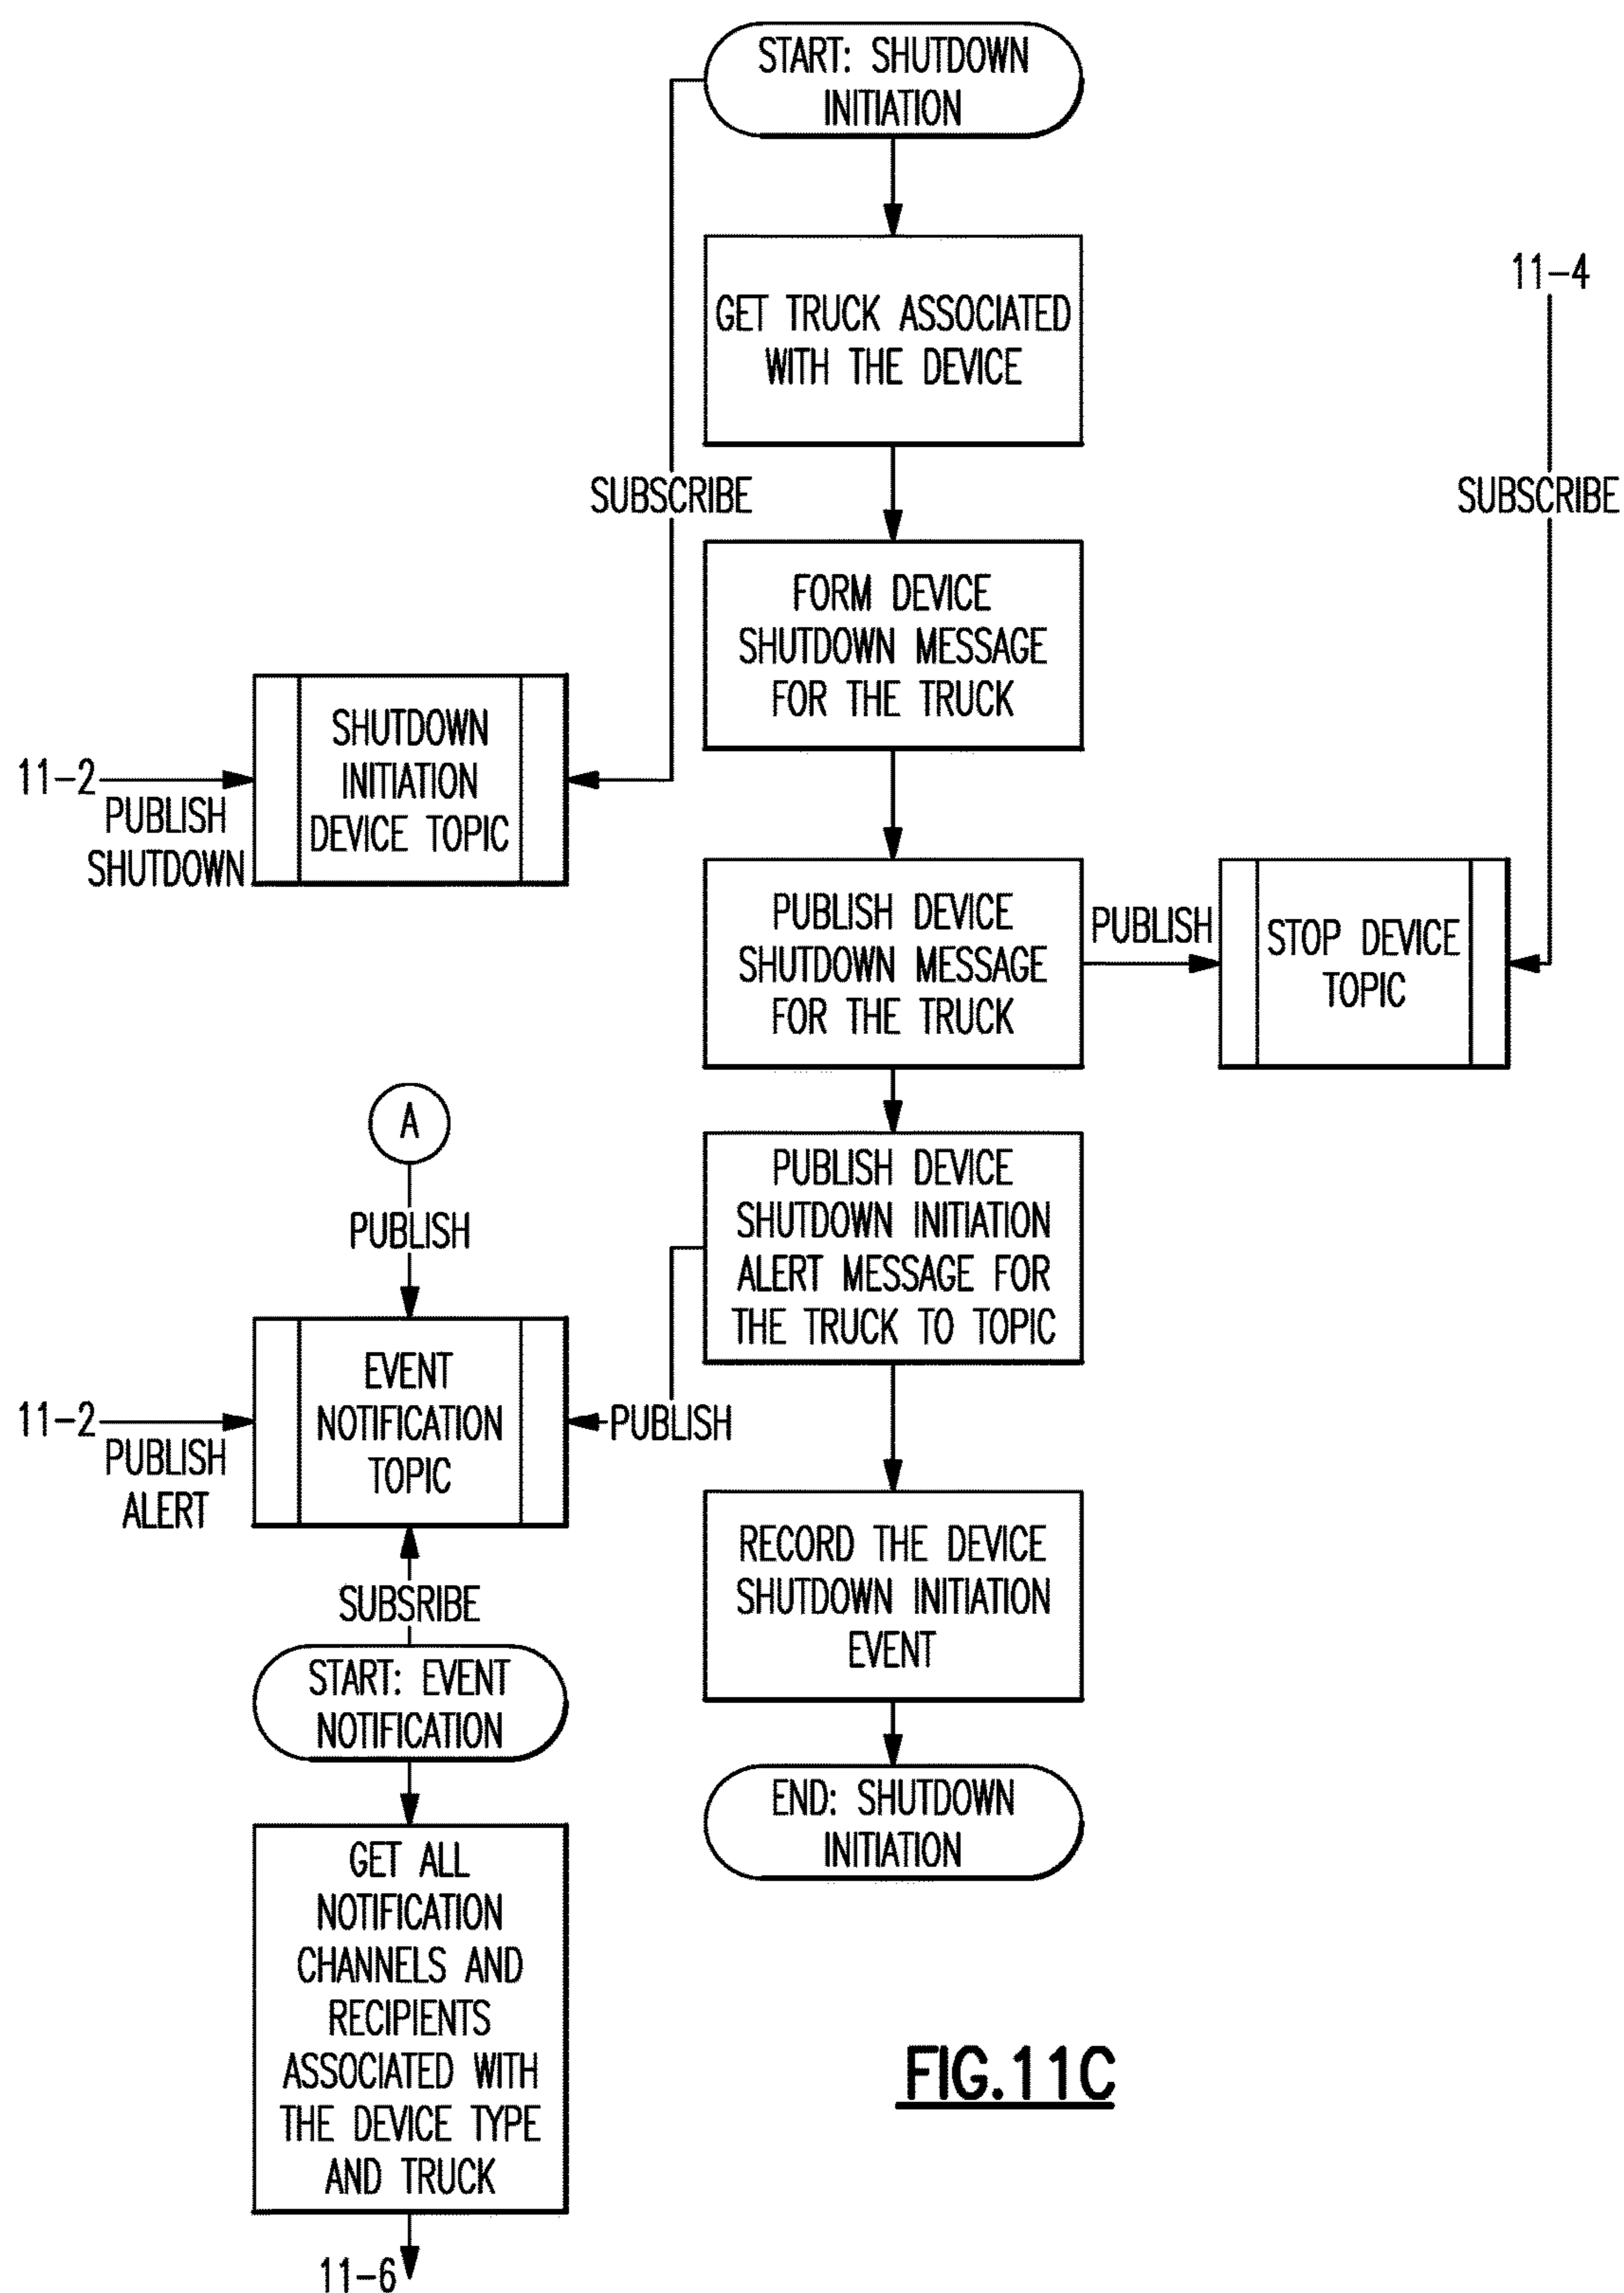 START: SHUTDOWN
INITIATION
GET TRUCK ASSOCIATED
WITH THE DEVICE
11-4
SUBSCRIBE
SUBSCRIBE
FORM DEVICE
SHUTDOWN MESSAGE
FOR THE TRUCK
SHUTDOWN
INITIATION
DEVICE TOPIC
11-2
PUBLISH
SHUTDOWN
PUBLISH DEVICE
SHUTDOWN MESSAGE
FOR THE TRUCK
PUBLISH
STOP DEVICE
TOPIC
A
PUBLISH
PUBLISH DEVICE
SHUTDOWN INITIATION
ALERT MESSAGE FOR
THE TRUCK TO TOPIC
EVENT
NOTIFICATION
TOPIC
11-2
PUBLISH
ALERT
PUBLISH
RECORD THE DEVICE
SHUTDOWN INITIATION
EVENT
SUBSRIBE
START: EVENT
NOTIFICATION
END: SHUTDOWN
INITIATION
GET ALL
NOTIFICATION
CHANNELS AND
RECIPIENTS
ASSOCIATED WITH
THE DEVICE TYPE
AND TRUCK
11-6
FIG.11C